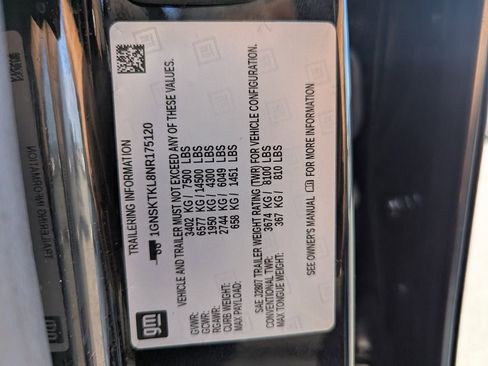 TRAILERING INFORMATION
1GNSKTKL8NR175120
VEHICLE AND TRAILER MUST NOT EXCEED ANY OF THESE VALUES.
GVWR: 3402 KG / 7500 LBS
GCWR: 6577 KG / 14500 LBS
RGAWR: 1950 KG / 4300 LBS
CURB WEIGHT: 2744 KG / 6049 LBS
MAX PAYLOAD: 658 KG / 1451 LBS
SAE J2807 TRAILER WEIGHT RATING (TWR) FOR VEHICLE CONFIGURATION.
CONVENTIONAL TWR: 3674 KG / 8100 LBS
MAX TONGUE WEIGHT: 367 KG / 810 LBS
SEE OWNER'S MANUAL FOR MORE INFORMATION
gm